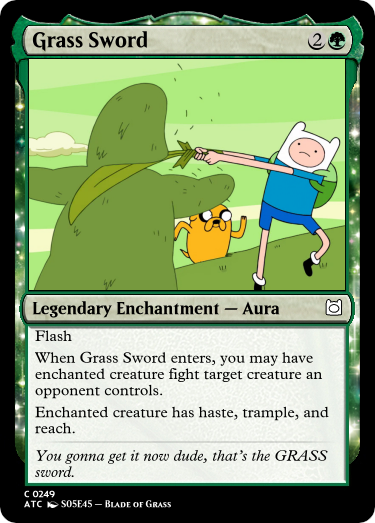 Grass Sword 2
Legendary Enchantment — Aura
Flash
When Grass Sword enters, you may have
enchanted creature fight target creature an
opponent controls.
Enchanted creature has haste, trample, and
reach.
You gonna get it now dude, that's the GRASS
sword.
C 0249
ATC S05E45 – Blade of Grass